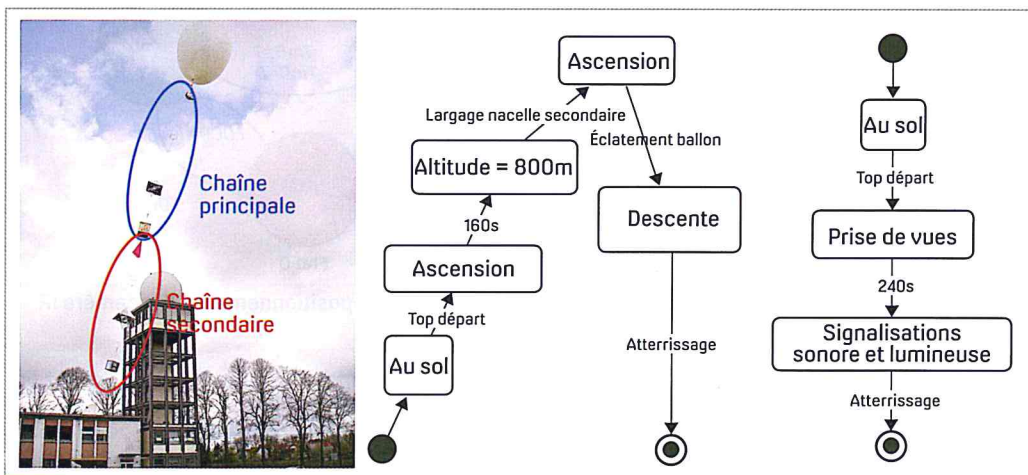 Chaîne
principale
Chaîne
secondaire
Ascension
Largage nacelle secondaire
Éclatement ballon
Altitude = 800m
160s
Ascension
Top départ
Au sol
Descente
Atterrissage
Au sol
Top départ
Prise de vues
240s
Signalisations
sonore et lumineuse
Atterrissage